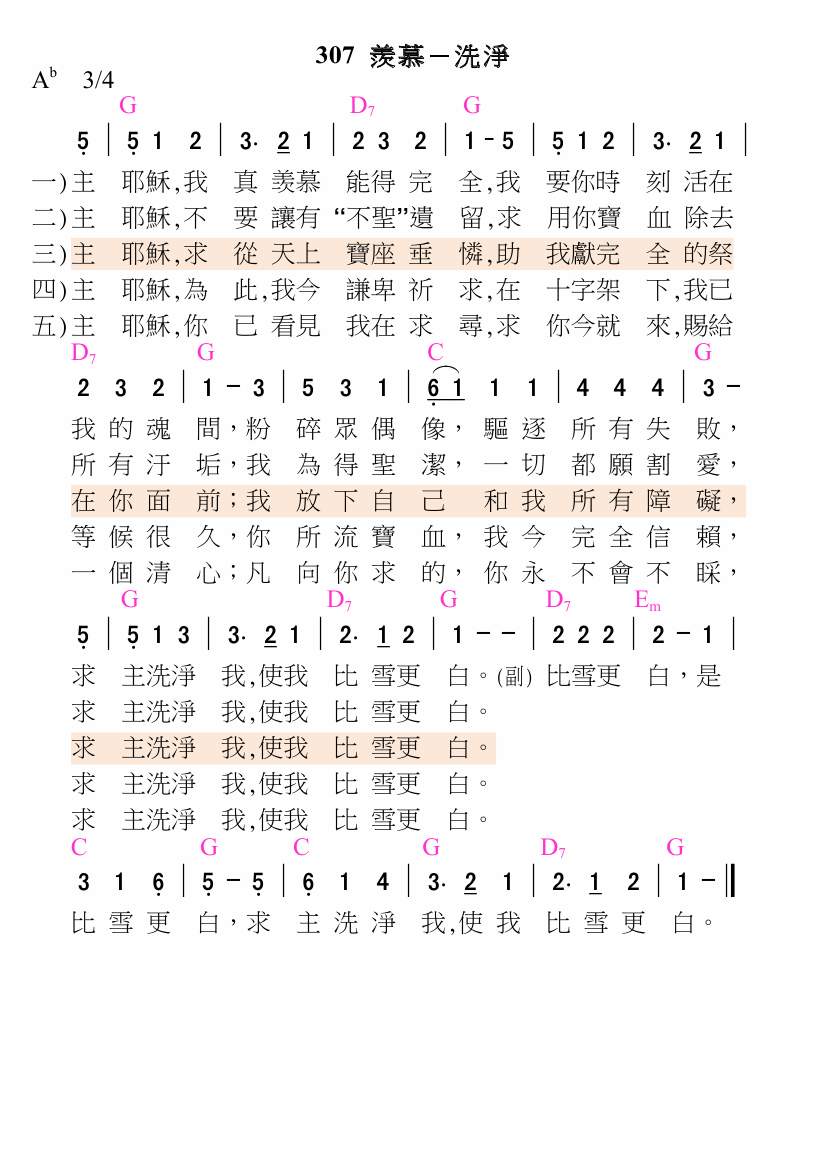 307 羨慕－洗淨
Ab 3/4
G D7 G
5 | 5 1 2 | 3. 2 1 | 2 3 2 | 1 - 5 | 5 1 2 | 3. 2 1 |
一)主 耶穌,我 真 羨慕 能得 完 全,我 要你時 刻 活在
二)主 耶穌,不 要 讓有 “不聖”遺 留,求 用你寶 血 除去
三)主 耶穌,求 從 天上 寶座 垂 憐,助 我獻完 全 的祭
四)主 耶穌,為 此,我今 謙卑 祈 求,在 十字架 下,我已
五)主 耶穌,你 已 看見 我在 求 尋,求 你今就 來,賜給
D7 G C G
2 3 2 | 1 - 3 | 5 3 1 | 6 1 1 1 | 4 4 4 | 3 -
我 的 魂 間，粉 碎 眾 偶 像， 驅 逐 所 有 失 敗，
所 有 汙 垢，我 為 得 聖 潔， 一 切 都 願 割 愛，
在 你 面 前；我 放 下 自 己 和 我 所 有 障 礙，
等 候 很 久，你 所 流 寶 血， 我 今 完 全 信 賴，
一 個 清 心；凡 向 你 求 的， 你 永 不 會 不 睬，
G D7 G D7 Em
5 | 5 1 3 | 3. 2 1 | 2. 1 2 | 1 - - | 2 2 2 | 2 - 1 |
求 主洗淨 我,使我 比 雪更 白。(副) 比雪更 白，是
求 主洗淨 我,使我 比 雪更 白。
求 主洗淨 我,使我 比 雪更 白。
求 主洗淨 我,使我 比 雪更 白。
求 主洗淨 我,使我 比 雪更 白。
C G C G D7 G
3 1 6 | 5 - 5 | 6 1 4 | 3. 2 1 | 2. 1 2 | 1 - ‖
比 雪 更 白，求 主 洗 淨 我,使 我 比 雪 更 白。